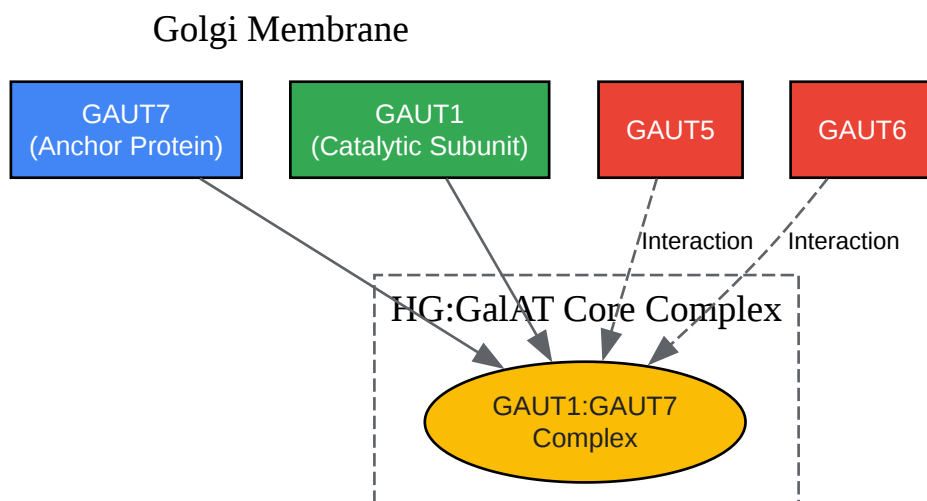 Golgi Membrane
GAUT7
(Anchor Protein)
GAUT1
(Catalytic Subunit)
GAUT5
GAUT6
Interaction
Interaction
HG:GalAT Core Complex
GAUT1:GAUT7
Complex